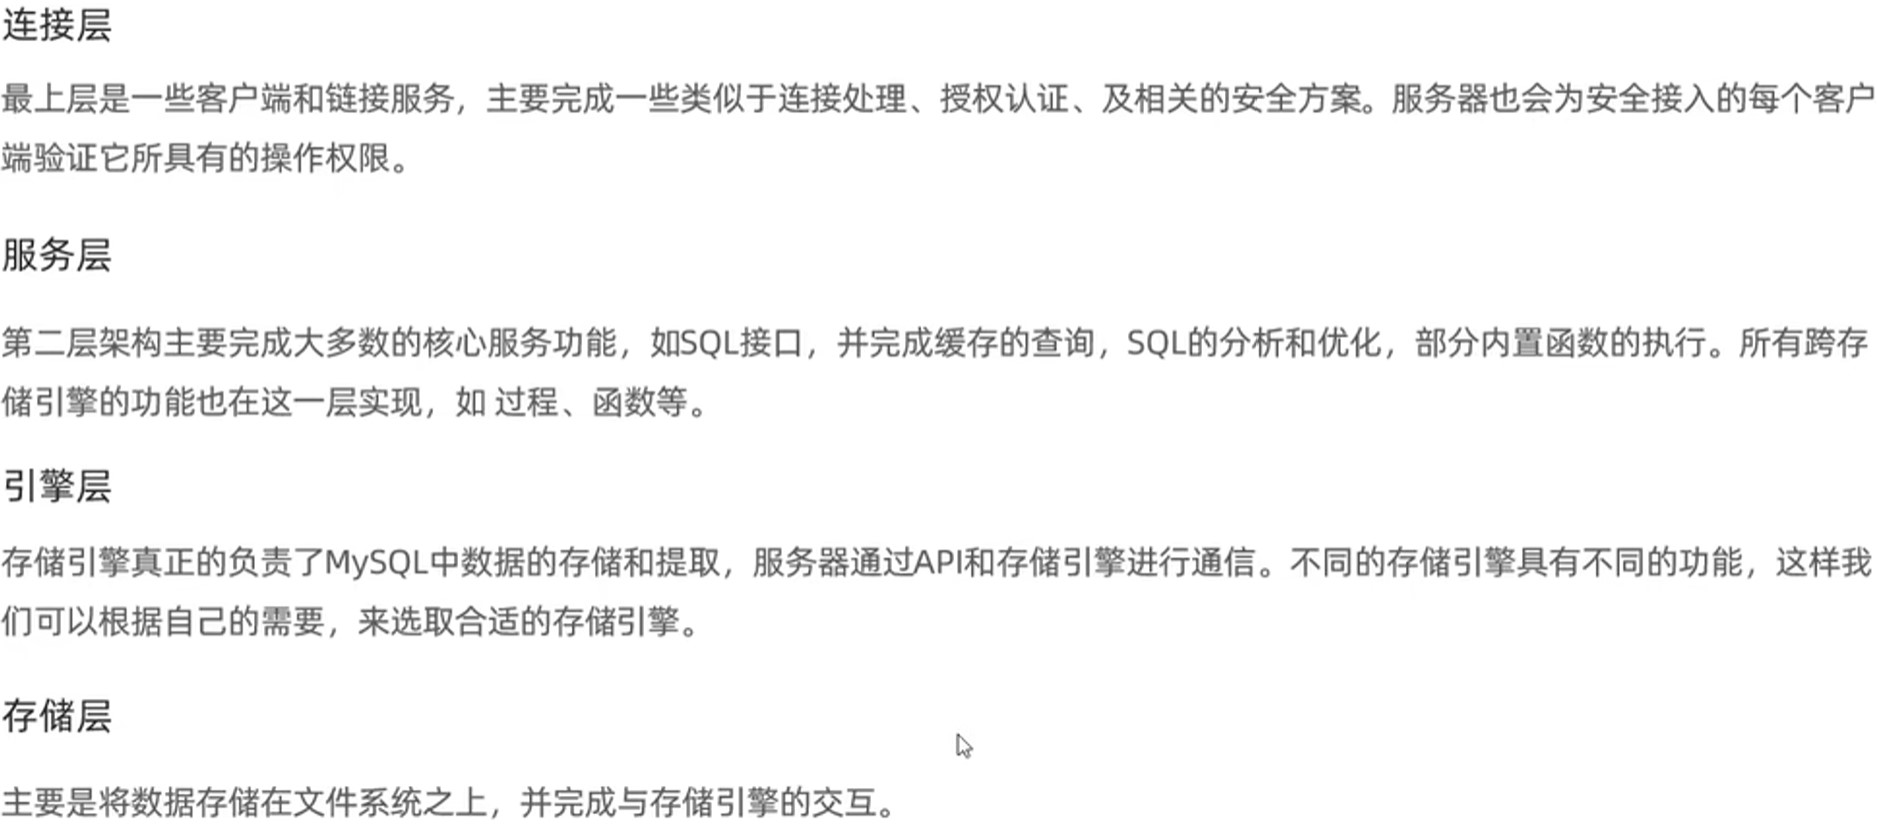 连接层
最上层是一些客户端和链接服务，主要完成一些类似于连接处理、授权认证、及相关的安全方案。服务器也会为安全接入的每个客户
端验证它所具有的操作权限。
服务层
第二层架构主要完成大多数的核心服务功能，如SQL接口，并完成缓存的查询，SQL的分析和优化，部分内置函数的执行。所有跨存
储引擎的功能也在这一层实现，如 过程、函数等。
引擎层
存储引擎真正的负责了MySQL中数据的存储和提取，服务器通过API和存储引擎进行通信。不同的存储引擎具有不同的功能，这样我
们可以根据自己的需要，来选取合适的存储引擎。
存储层
主要是将数据存储在文件系统之上，并完成与存储引擎的交互。